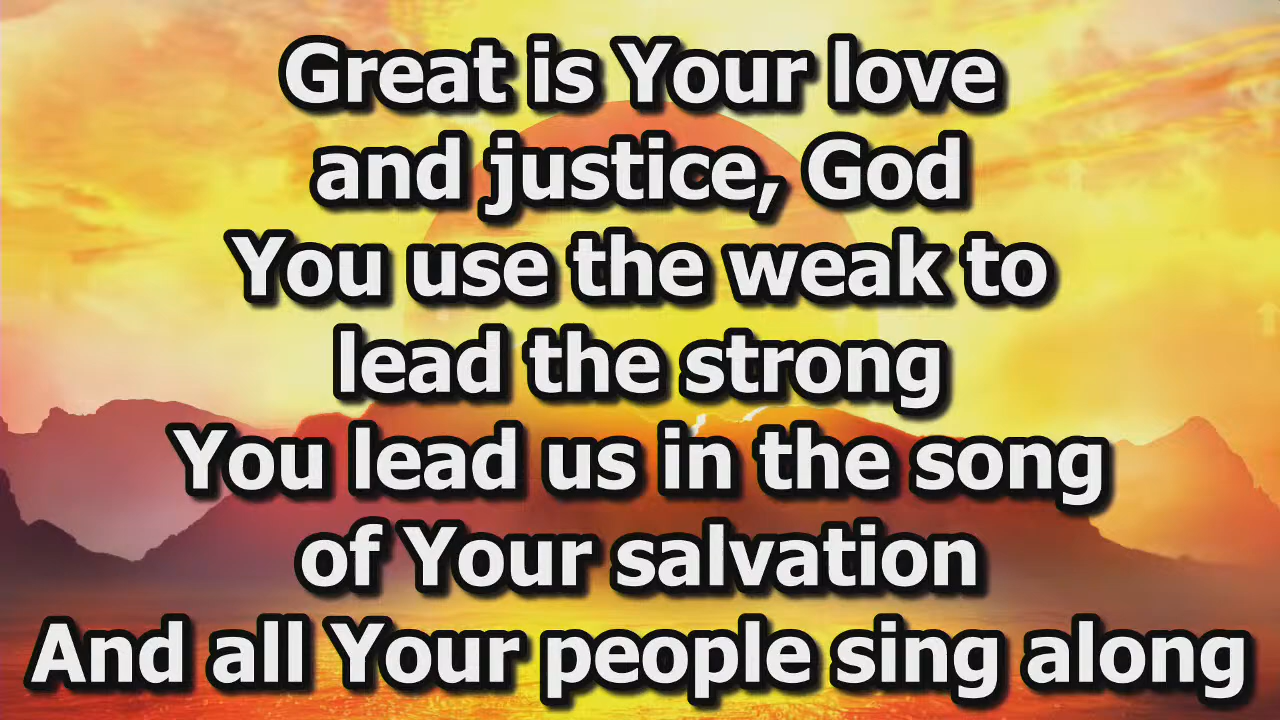 Great is Your love
and justice, God
You use the weak to
lead the strong
You lead us in the song
of Your salvation
And all Your people sing along